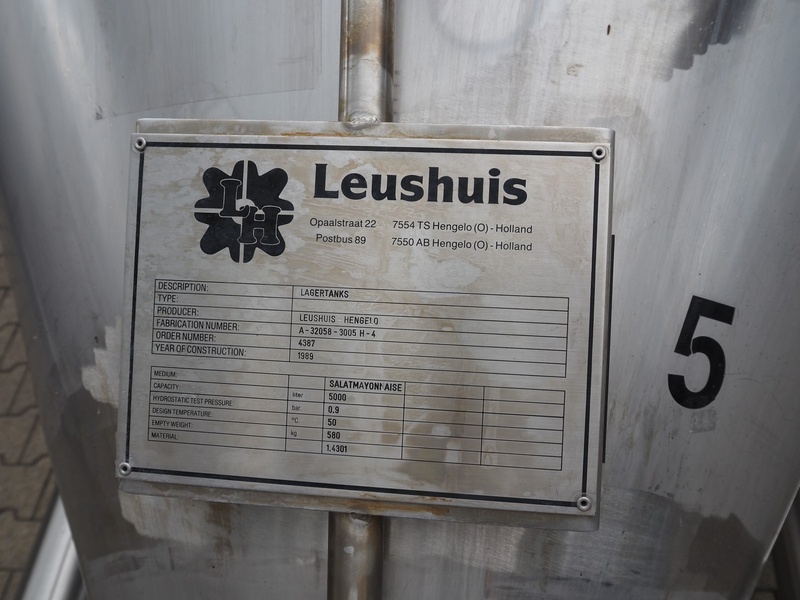 LH
Leushuis
Opaalstraat 22 7554 TS Hengelo (O) - Holland
Postbus 89 7550 AB Hengelo (O) - Holland
DESCRIPTION: LAGERTANKS
TYPE:
PRODUCER: LEUSHUIS HENGELO
FABRICATION NUMBER: A-32058-3005 H-4
ORDER NUMBER: 4387
YEAR OF CONSTRUCTION: 1989
MEDIUM: SALATMAYONNAISE
CAPACITY: liter 5000
HYDROSTATIC TEST PRESSURE: bar 0.9
DESIGN TEMPERATURE: °C 50
EMPTY WEIGHT: kg 580
MATERIAL: 1.4301
5